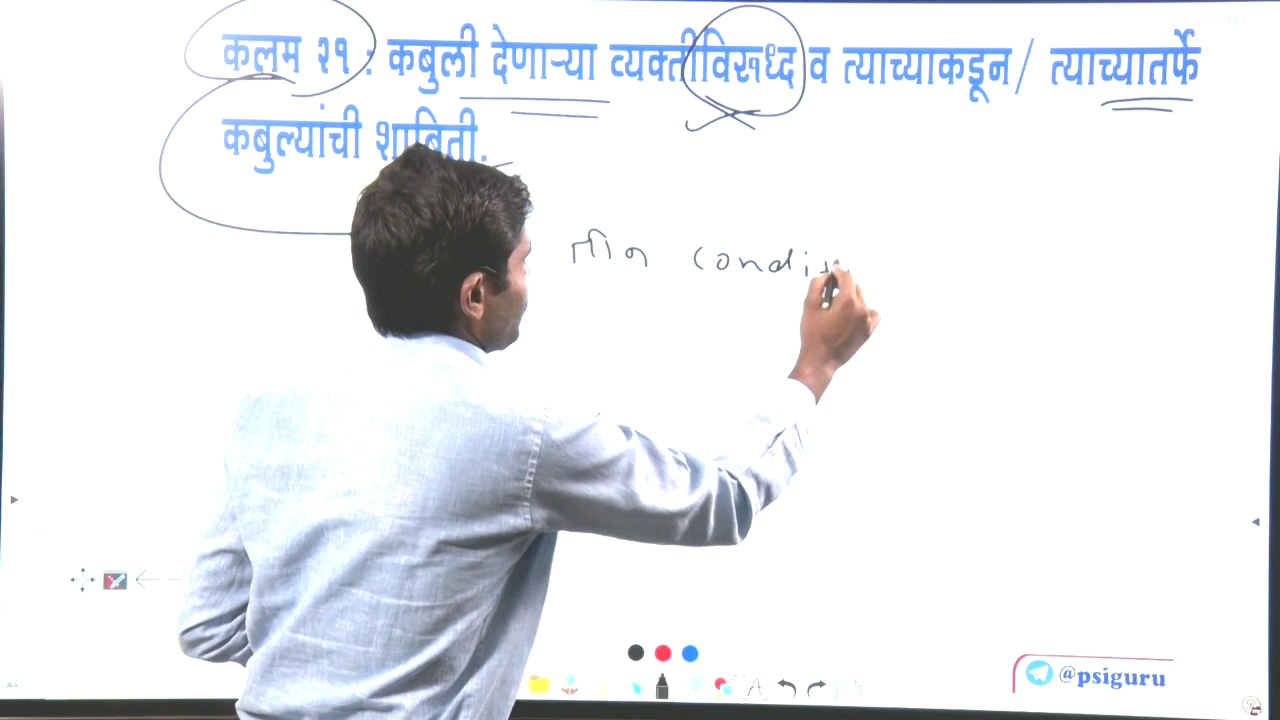 कलम २१ : कबुली देणाऱ्या व्यक्तीविरूध्द व त्याच्याकडून/ त्याच्यातर्फे
कबुल्यांची शाबिती.
तीन
@psiguru